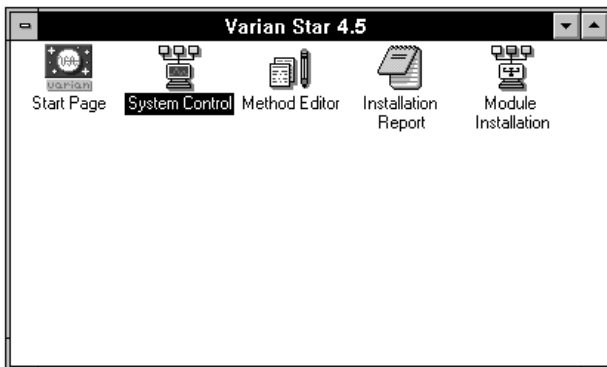 Varian Star 4.5
varian
Start Page
System Control
Method Editor
Installation
Report
Module
Installation